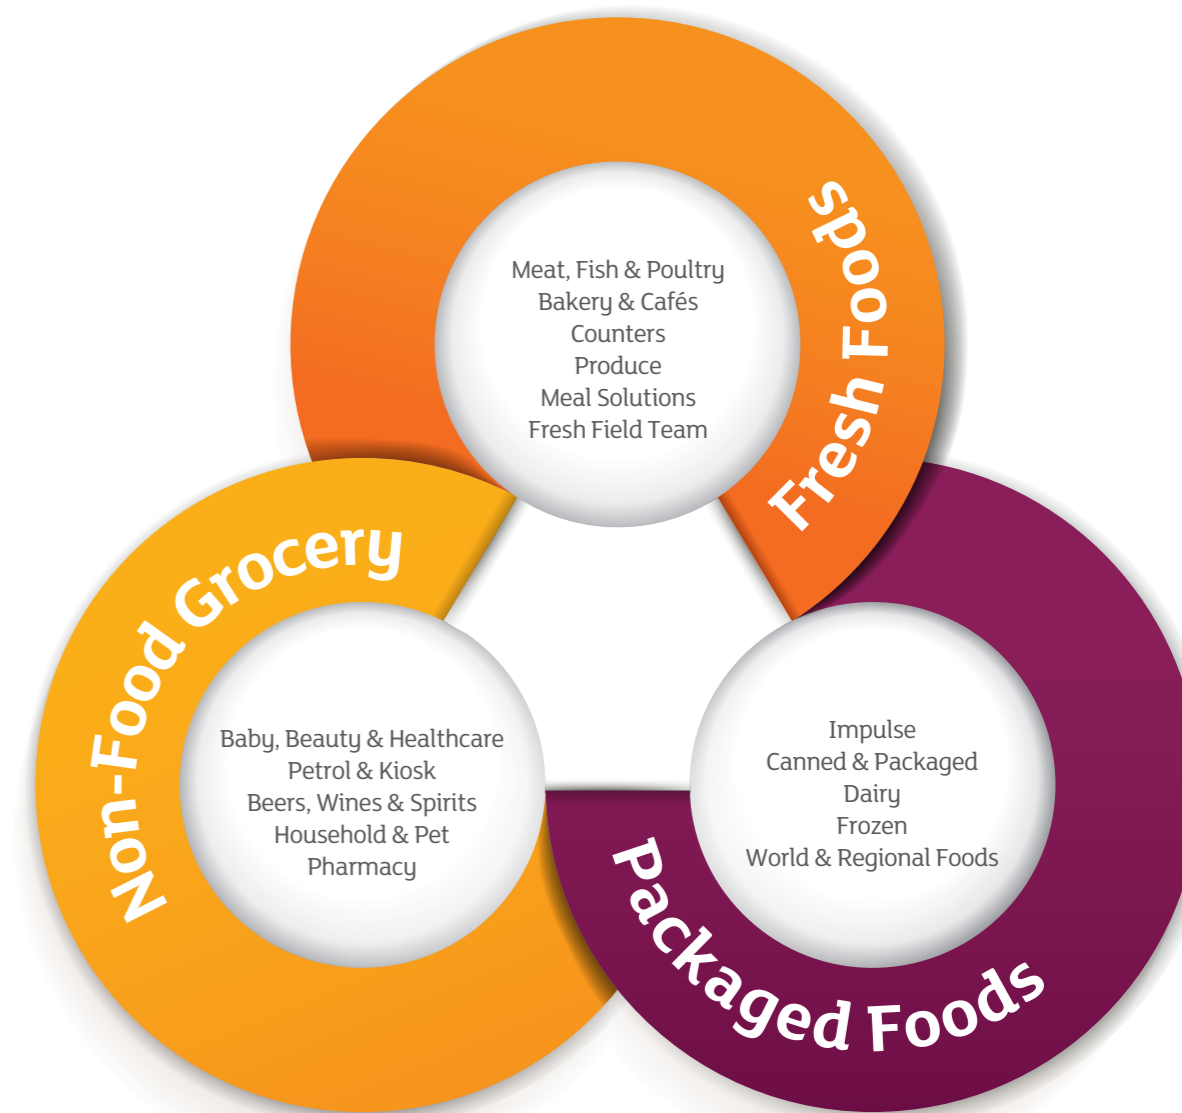 Fresh Foods
Meat, Fish & Poultry
Bakery & Cafés
Counters
Produce
Meal Solutions
Fresh Field Team
Non-Food Grocery
Baby, Beauty & Healthcare
Petrol & Kiosk
Beers, Wines & Spirits
Household & Pet
Pharmacy
Packaged Foods
Impulse
Canned & Packaged
Dairy
Frozen
World & Regional Foods